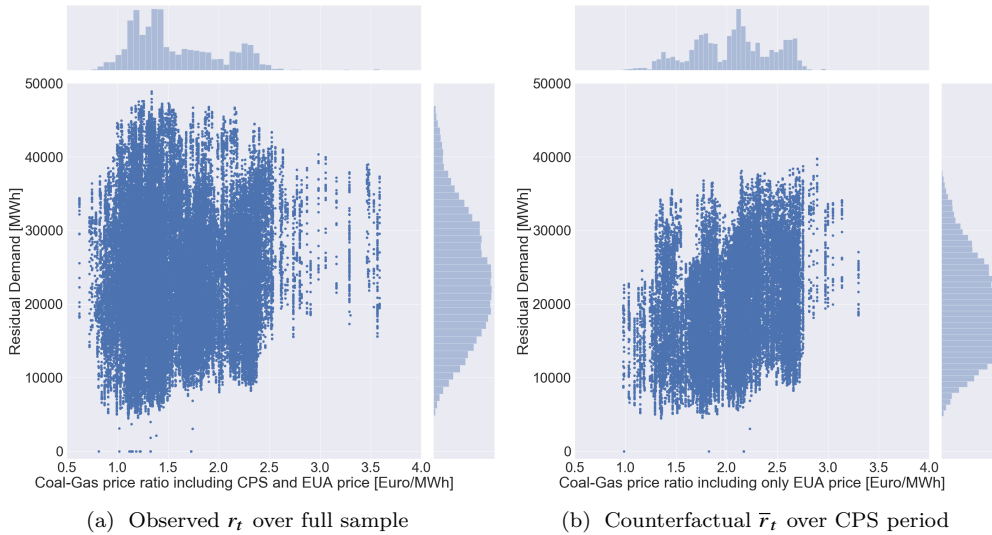 50000
40000
30000
20000
10000
0
Residual Demand [MWh]
0.5 1.0 1.5 2.0 2.5 3.0 3.5 4.0
Coal-Gas price ratio including CPS and EUA price [Euro/MWh]
(a) Observed r_t over full sample
50000
40000
30000
20000
10000
0
Residual Demand [MWh]
0.5 1.0 1.5 2.0 2.5 3.0 3.5 4.0
Coal-Gas price ratio including only EUA price [Euro/MWh]
(b) Counterfactual r̅_t over CPS period